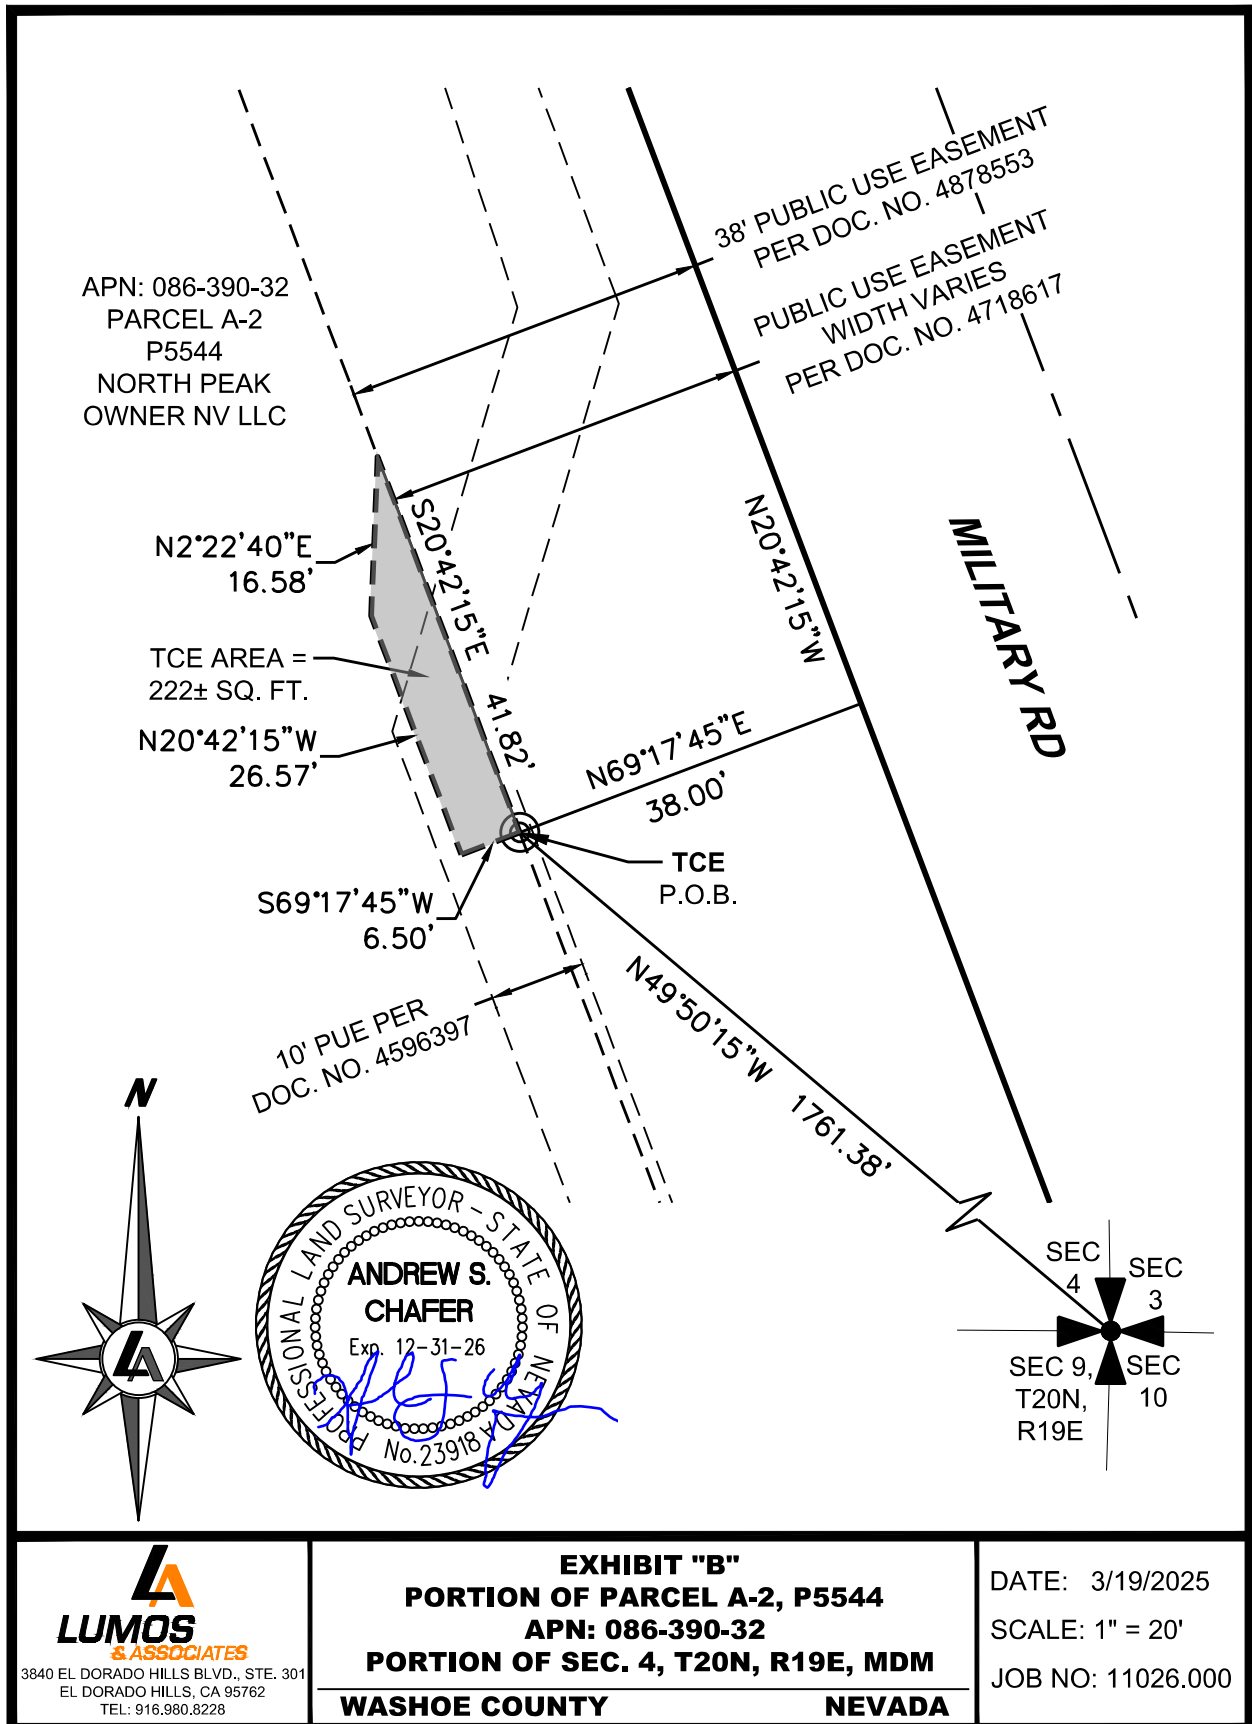 38' PUBLIC USE EASEMENT
PER DOC. NO. 4878553
PUBLIC USE EASEMENT
WIDTH VARIES
PER DOC. NO. 4718617
APN: 086-390-32
PARCEL A-2
P5544
NORTH PEAK
OWNER NV LLC
N2°22'40"E
16.58'
S20°42'15"E 41.82'
N20°42'15"W
MILITARY RD
TCE AREA =
222± SQ. FT.
N20°42'15"W
26.57'
N69°17'45"E
38.00'
TCE
P.O.B.
S69°17'45"W
6.50'
N49°50'15"W 1761.38'
10' PUE PER
DOC. NO. 4596397
N
LA
PROFESSIONAL LAND SURVEYOR - STATE OF NEVADA
ANDREW S.
CHAFER
Exp. 12-31-26
No.23918
SEC
4
SEC
3
SEC 9,
T20N,
R19E
SEC
10
LA
LUMOS
& ASSOCIATES
3840 EL DORADO HILLS BLVD., STE. 301
EL DORADO HILLS, CA 95762
TEL: 916.980.8228
EXHIBIT "B"
PORTION OF PARCEL A-2, P5544
APN: 086-390-32
PORTION OF SEC. 4, T20N, R19E, MDM
WASHOE COUNTY NEVADA
DATE: 3/19/2025
SCALE: 1" = 20'
JOB NO: 11026.000